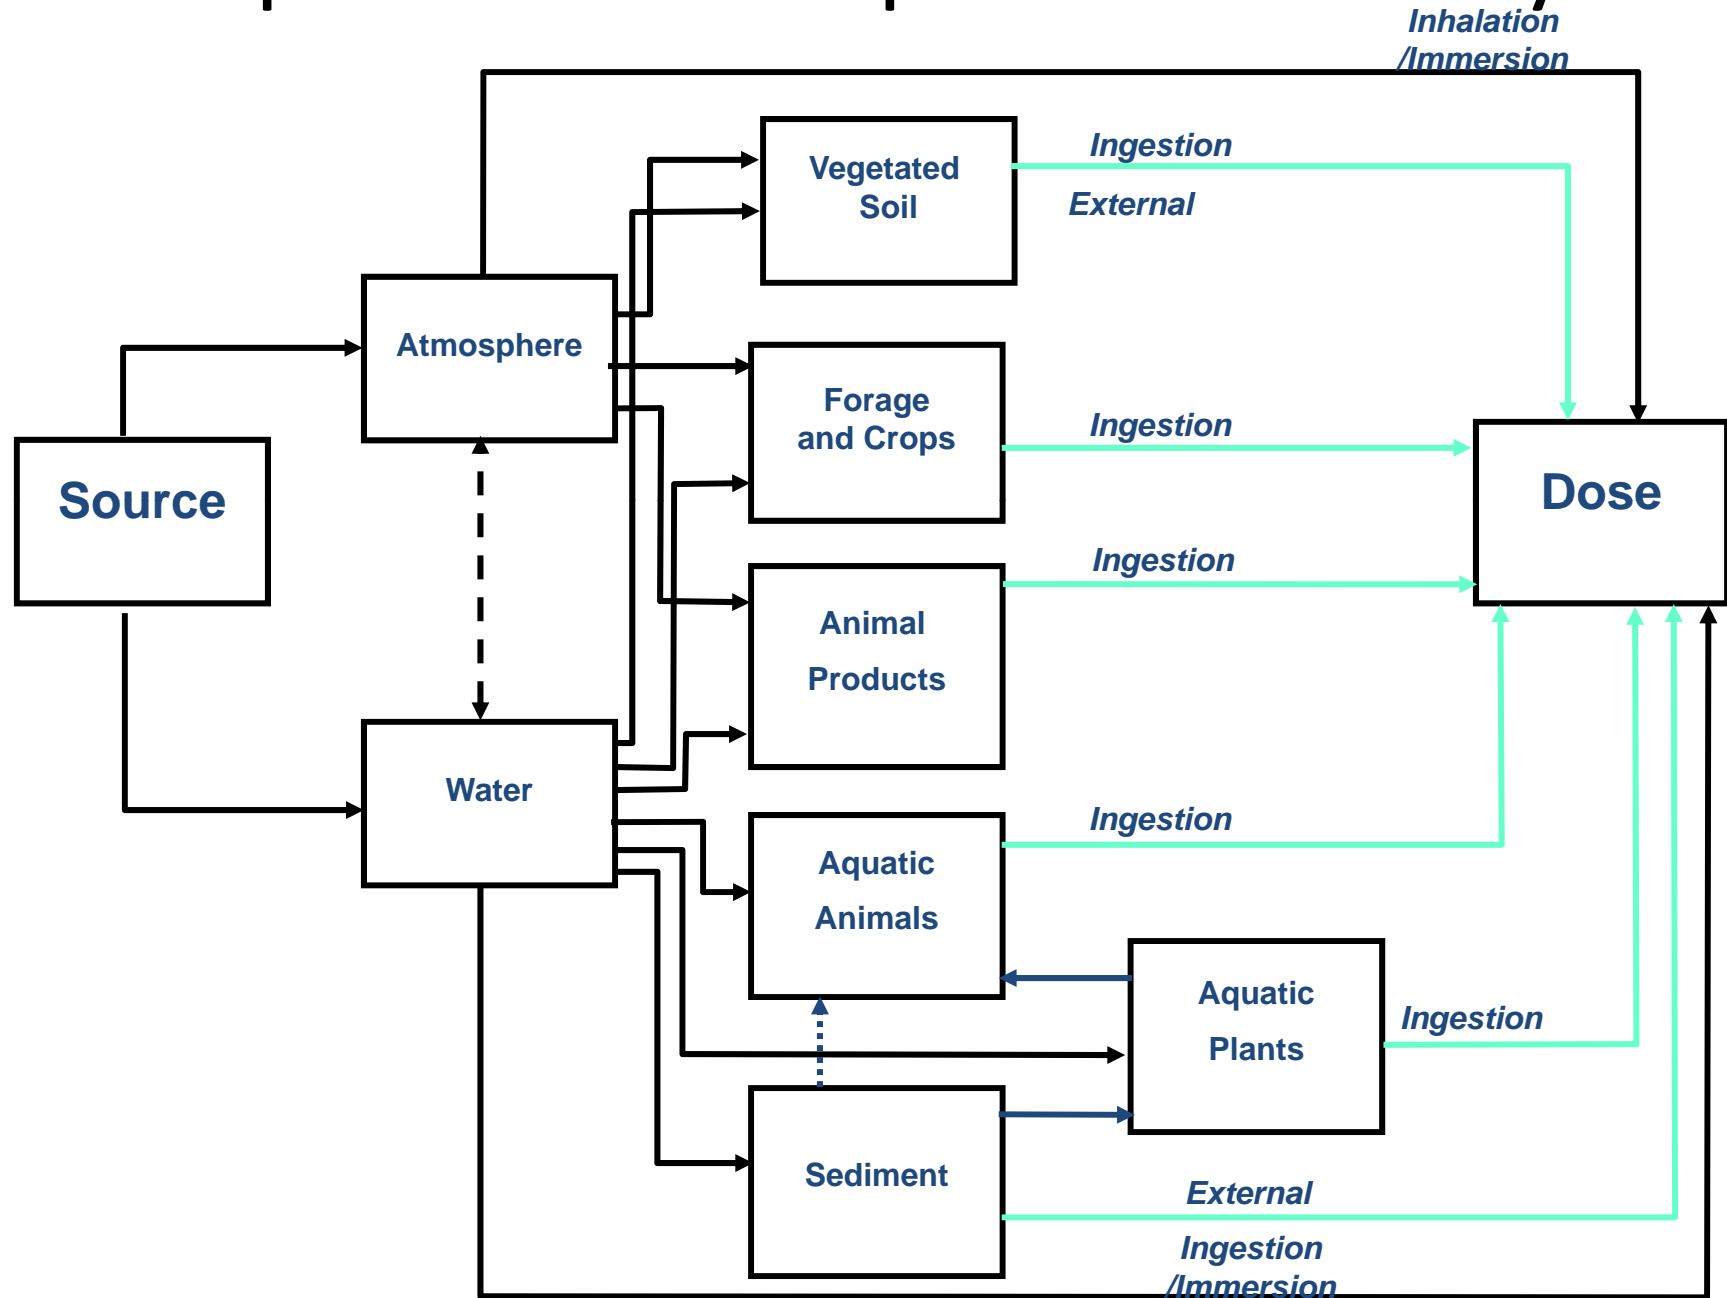 Inhalation
/Immersion
Ingestion
Vegetated
Soil
External
Atmosphere
Forage
and Crops
Ingestion
Source
Dose
Ingestion
Animal
Products
Water
Ingestion
Aquatic
Animals
Aquatic
Plants
Ingestion
Sediment
External
Ingestion
/Immersion